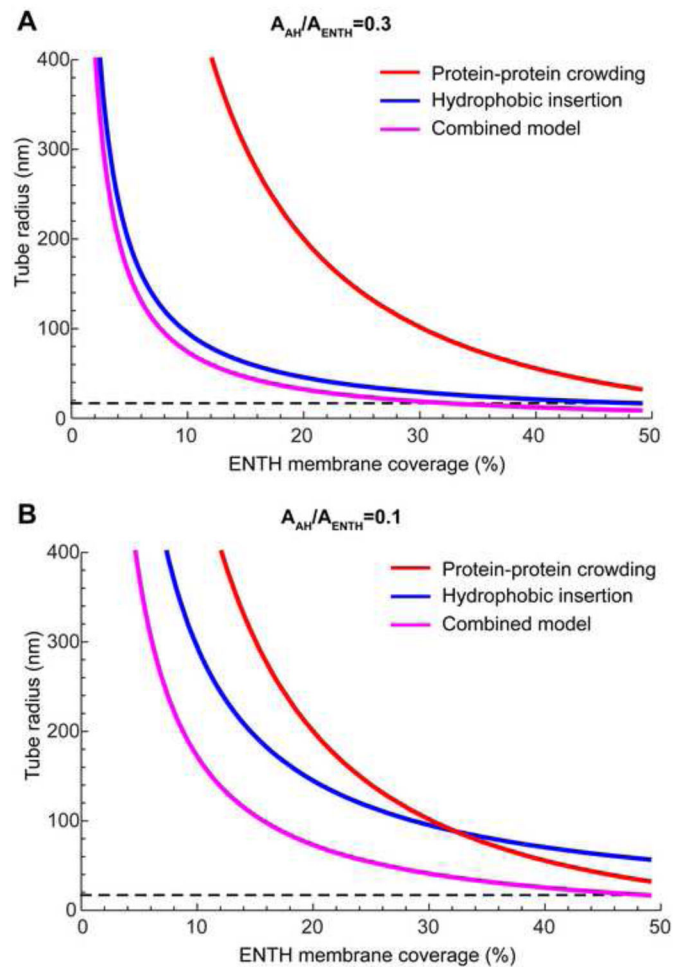 A
A_AH/A_ENTH=0.3
400
300
200
100
0
Tube radius (nm)
Protein-protein crowding
Hydrophobic insertion
Combined model
0 10 20 30 40 50
ENTH membrane coverage (%)
B
A_AH/A_ENTH=0.1
400
300
200
100
0
Tube radius (nm)
Protein-protein crowding
Hydrophobic insertion
Combined model
0 10 20 30 40 50
ENTH membrane coverage (%)